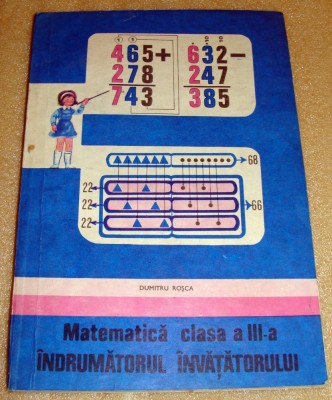 465+ 632-
278 247
743 385
68
22
22 66
22
DUMITRU ROȘCA
Matematică clasa a III-a
ÎNDRUMĂTORUL ÎNVĂȚĂTORULUI